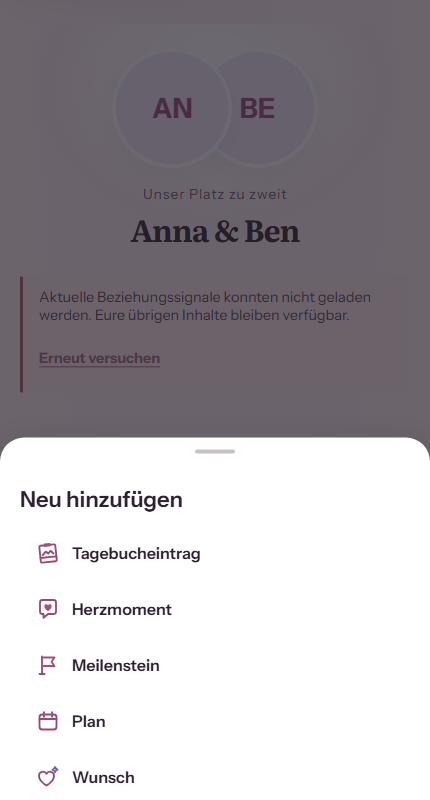 AN BE
Unser Platz zu zweit
Anna & Ben
Aktuelle Beziehungssignale konnten nicht geladen
werden. Eure übrigen Inhalte bleiben verfügbar.
Erneut versuchen
Neu hinzufügen
Tagebucheintrag
Herzmoment
Meilenstein
Plan
Wunsch